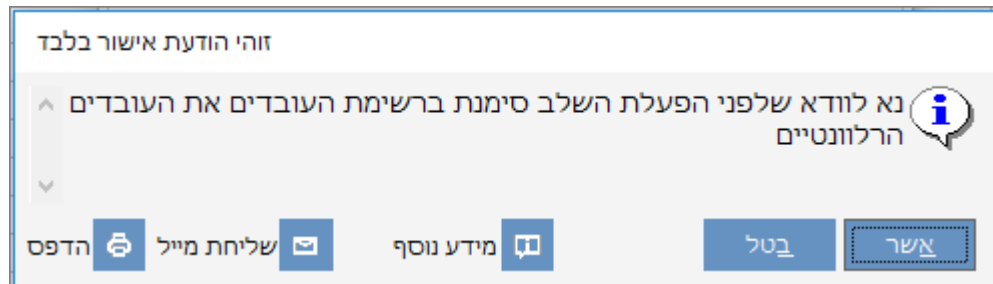 זוהי הודעת אישור בלבד
נא לוודא שלפני הפעלת השלב סימנת ברשימת העובדים את העובדים
הרלוונטיים
אשר
בטל
מידע נוסף
שליחת מייל
הדפס